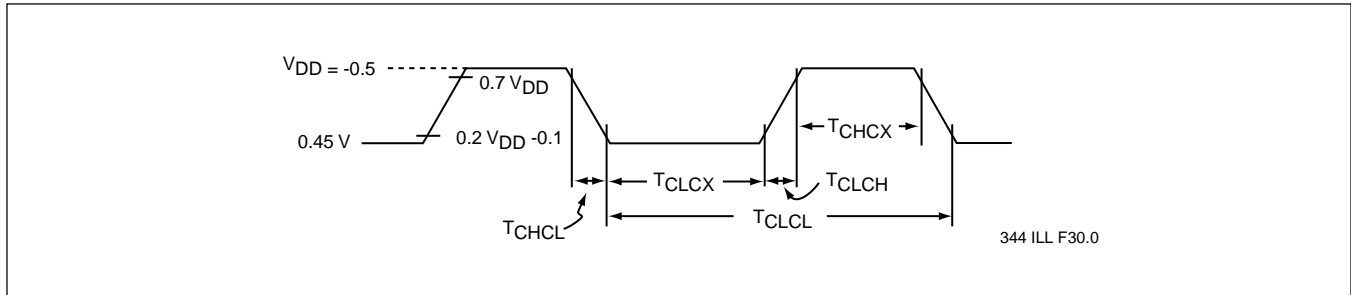 VDD = -0.5
0.7 VDD
0.45 V
0.2 VDD -0.1
TCHCX
TCLCX
TCLCH
TCHCL
TCLCL
344 ILL F30.0